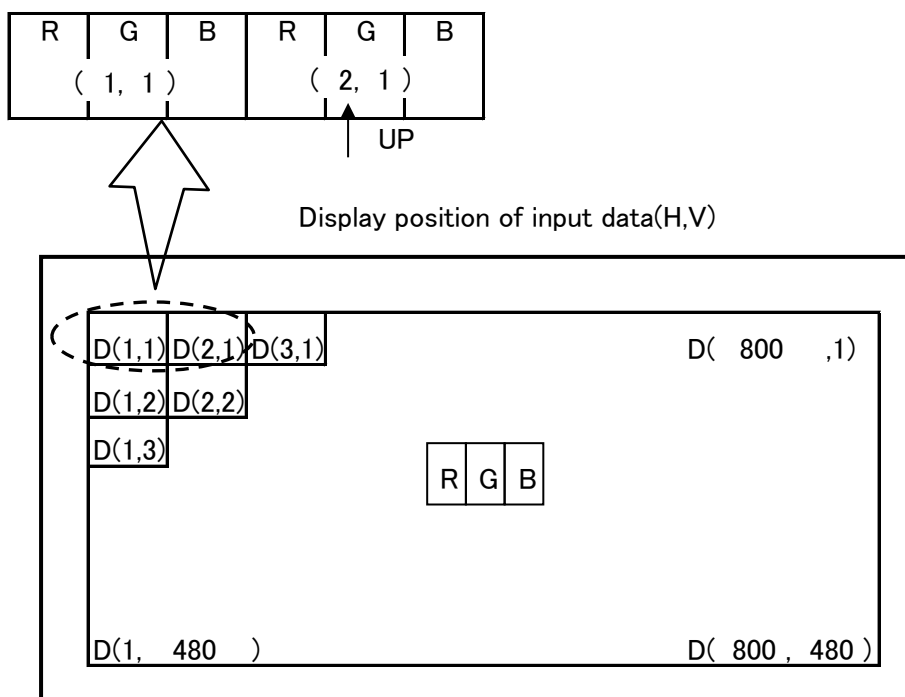 R G B R G B
( 1, 1 ) ( 2, 1 )
UP
Display position of input data(H,V)
D(1,1) D(2,1) D(3,1) D( 800 ,1)
D(1,2) D(2,2)
D(1,3)
R G B
D(1, 480 ) D( 800 , 480 )